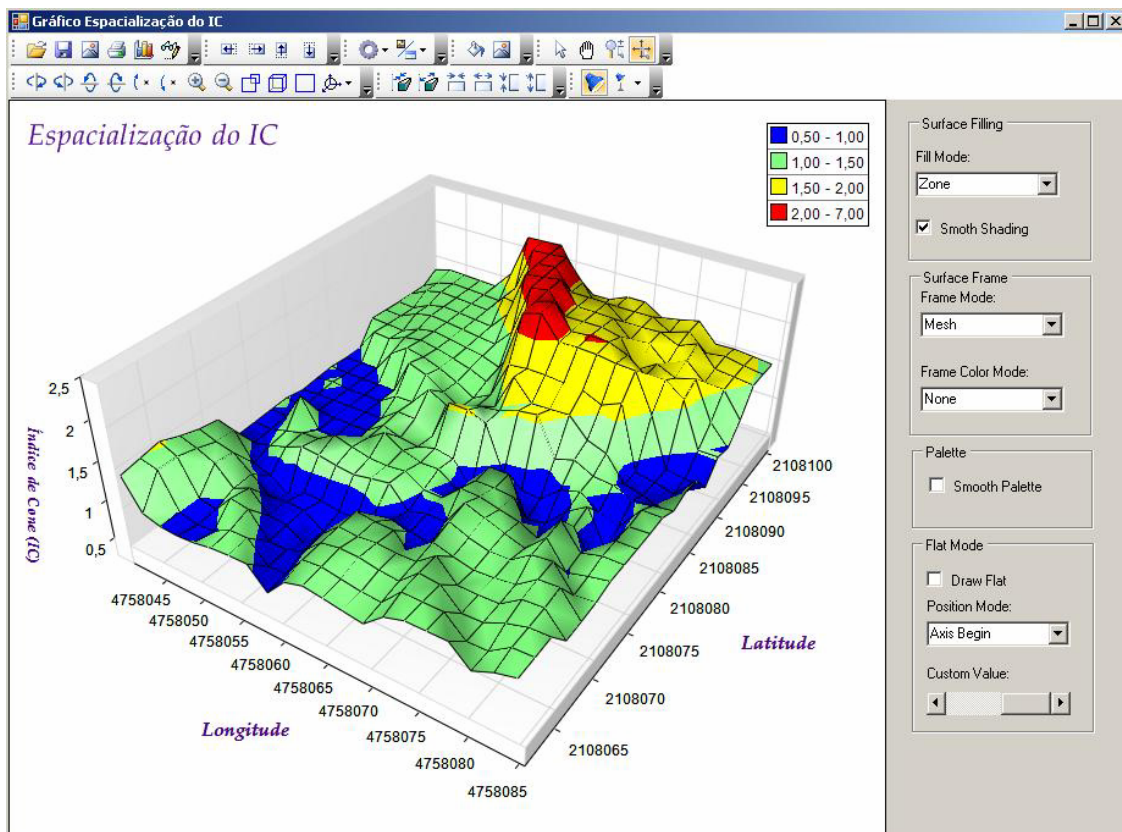 Gráfico Espacialização do IC
Espacialização do IC
0,50 - 1,00
1,00 - 1,50
1,50 - 2,00
2,00 - 7,00
2,5
2
1,5
1
0,5
Índice de Cone (IC)
4758045
4758050
4758055
4758060
4758065
4758070
4758075
4758080
4758085
Longitude
2108100
2108095
2108090
2108085
2108080
2108075
2108070
2108065
Latitude
Surface Filling
Fill Mode:
Zone
Smoth Shading
Surface Frame
Frame Mode:
Mesh
Frame Color Mode:
None
Palette
Smooth Palette
Flat Mode
Draw Flat
Position Mode:
Axis Begin
Custom Value: